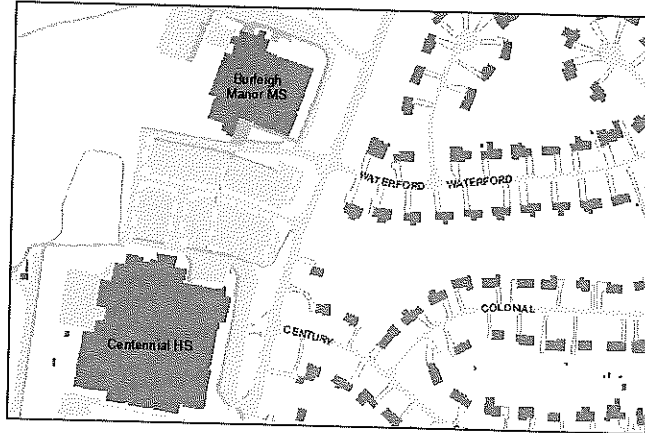 Burleigh
Manor MS
WATERFORD WATERFORD
COLONIAL
CENTURY
Centennial HS